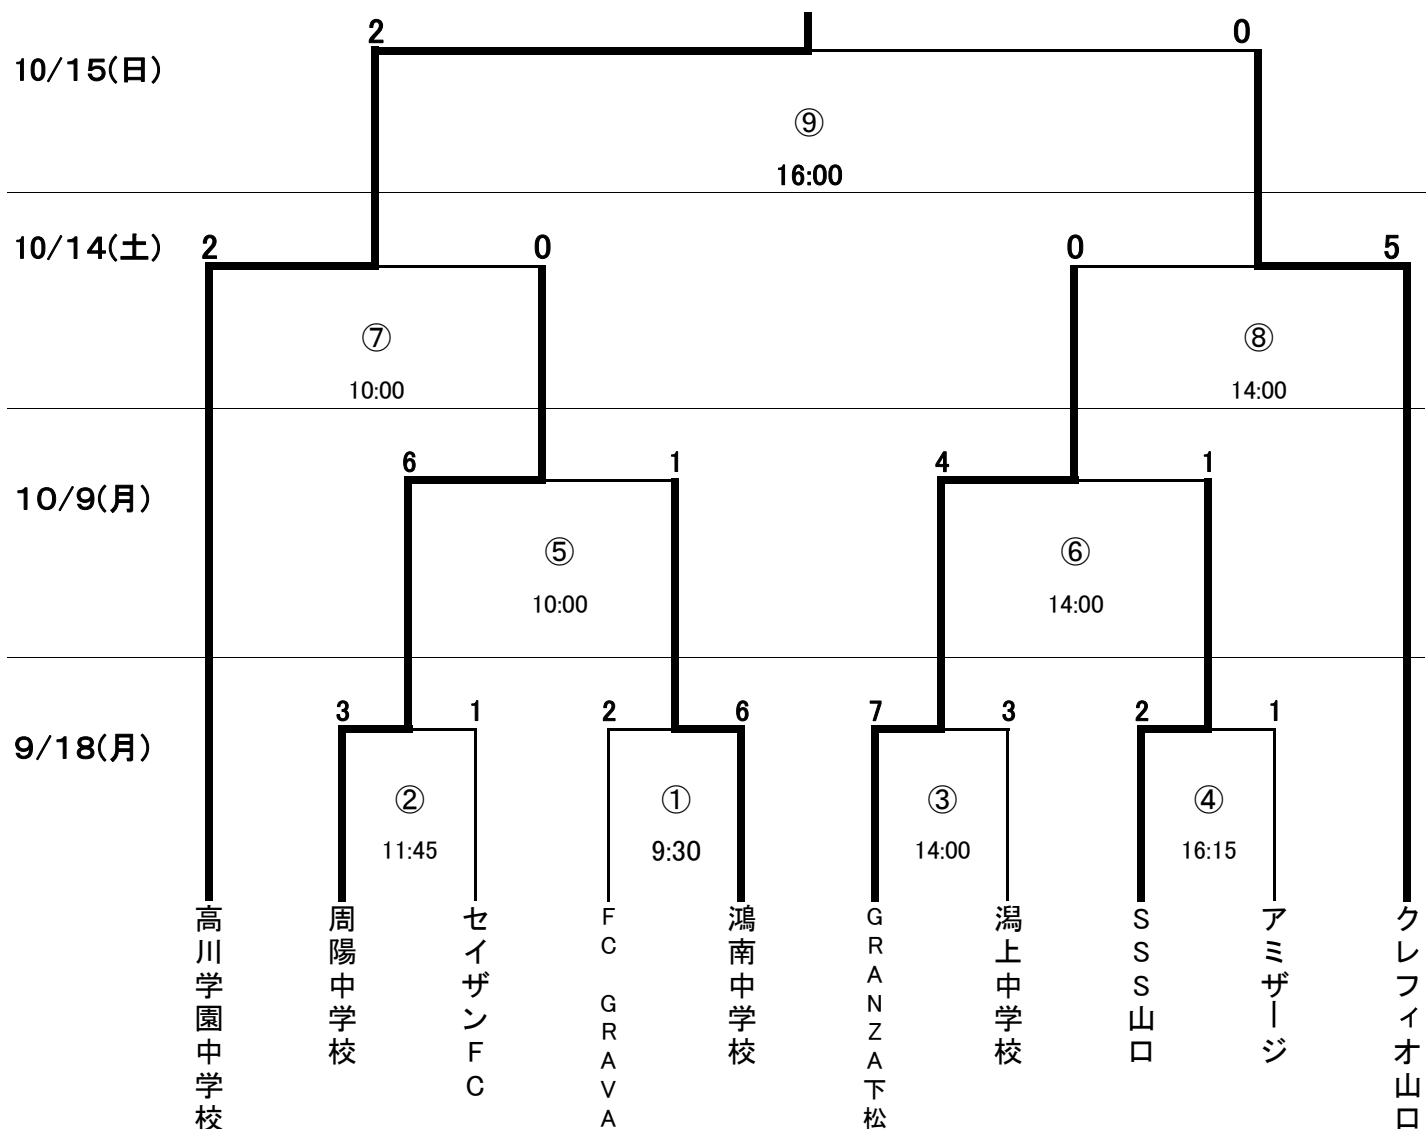 2 0
10/15(日)
⑨
16:00
10/14(土) 2 0 0 5
⑦ ⑧
10:00 14:00
6 1 4 1
10/9(月)
⑤ ⑥
10:00 14:00
3 1 2 6 7 3 2 1
9/18(月)
② ① ③ ④
11:45 9:30 14:00 16:15
高川学園中学校
周陽中学校
セイザンFC
FC GRAVA
鴻南中学校
GRANZA下松
潟上中学校
SSS山口
アミザージ
クレフィオ山口